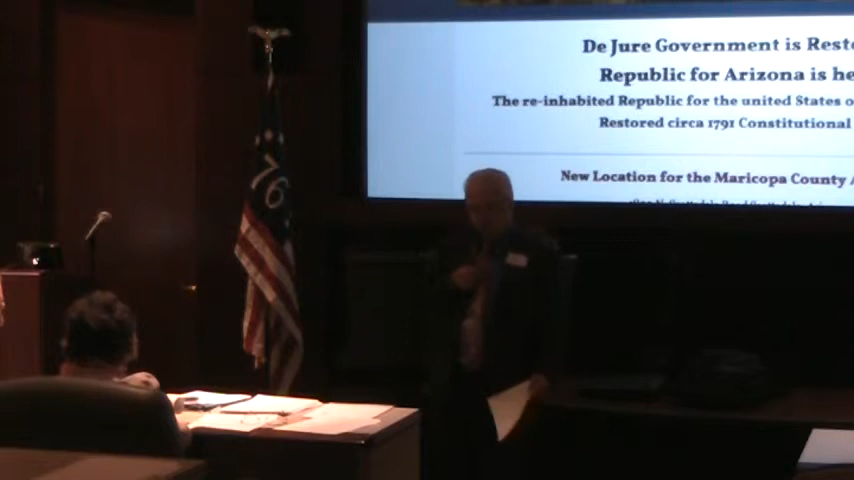 De Jure Government is Resto
Republic for Arizona is he
The re-inhabited Republic for the united States o
Restored circa 1791 Constitutional
New Location for the Maricopa County A
76